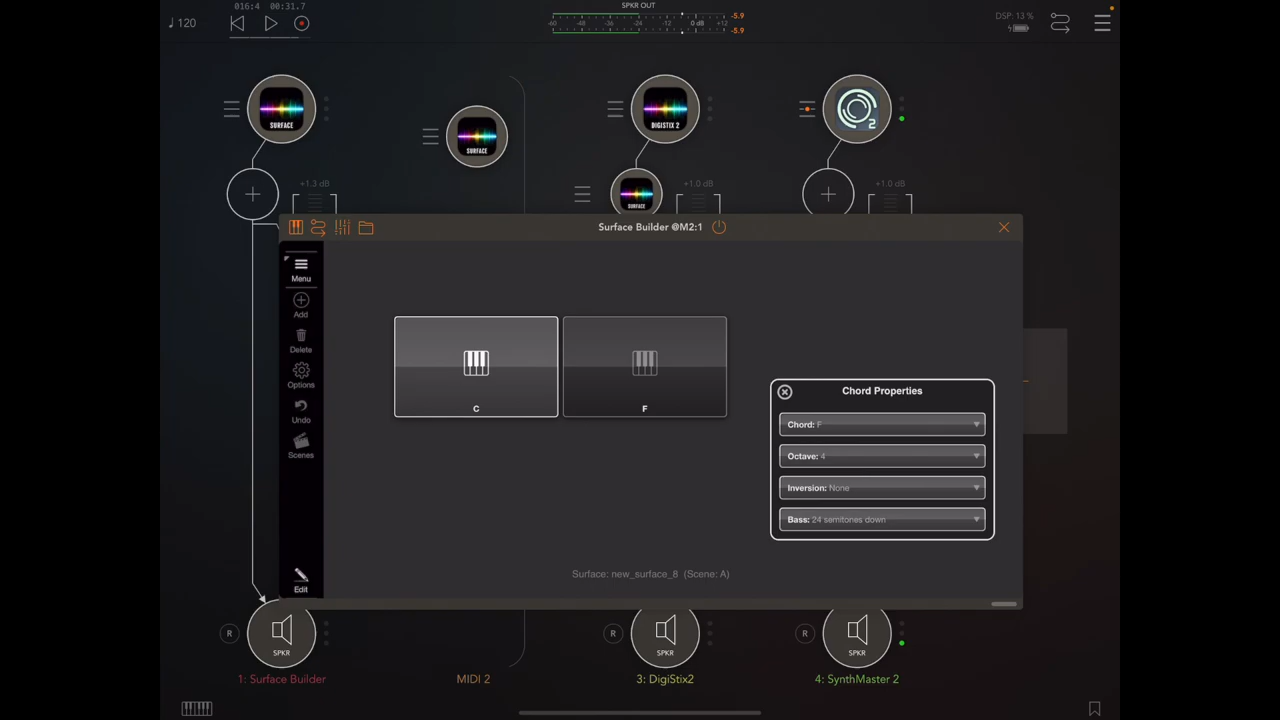 016:4 00:31.7
120
SPKR OUT
-60 -48 -36 -24 -12 0 dB +12
-5.9
-5.9
DSP: 13 %
SURFACE
SURFACE
DIGISTIX 2
2
SURFACE
+1.3 dB
+1.0 dB
+1.0 dB
Surface Builder @M2:1
Menu
Add
Delete
Options
Undo
Scenes
Edit
C
F
Chord Properties
Chord: F
Octave: 4
Inversion: None
Bass: 24 semitones down
Surface: new_surface_8 (Scene: A)
R
SPKR
R
SPKR
R
SPKR
1: Surface Builder
MIDI 2
3: DigiStix2
4: SynthMaster 2